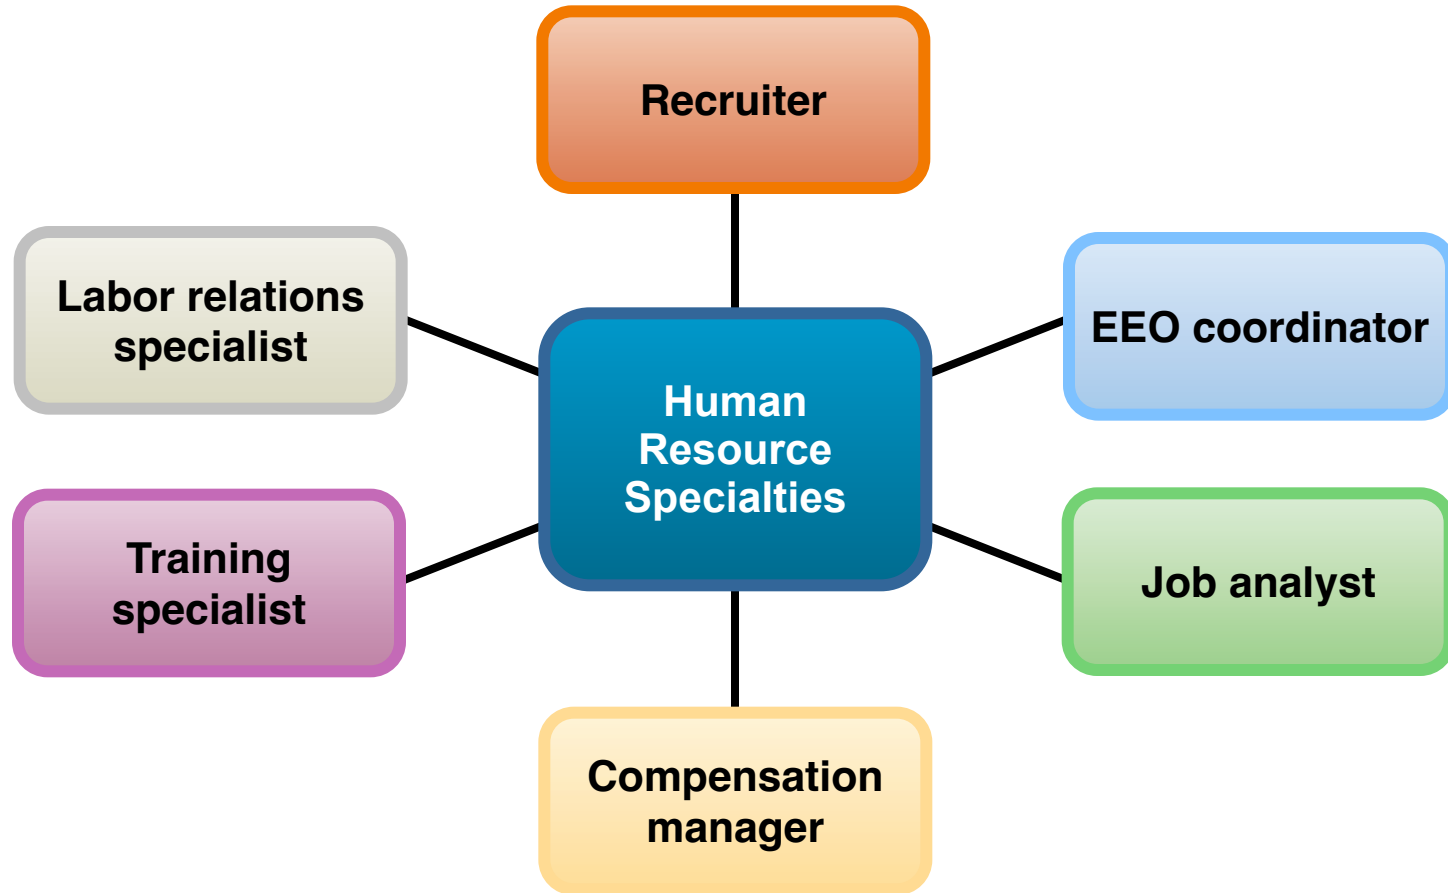 Recruiter
Labor relations
specialist
EEO coordinator
Human
Resource
Specialties
Training
specialist
Job analyst
Compensation
manager